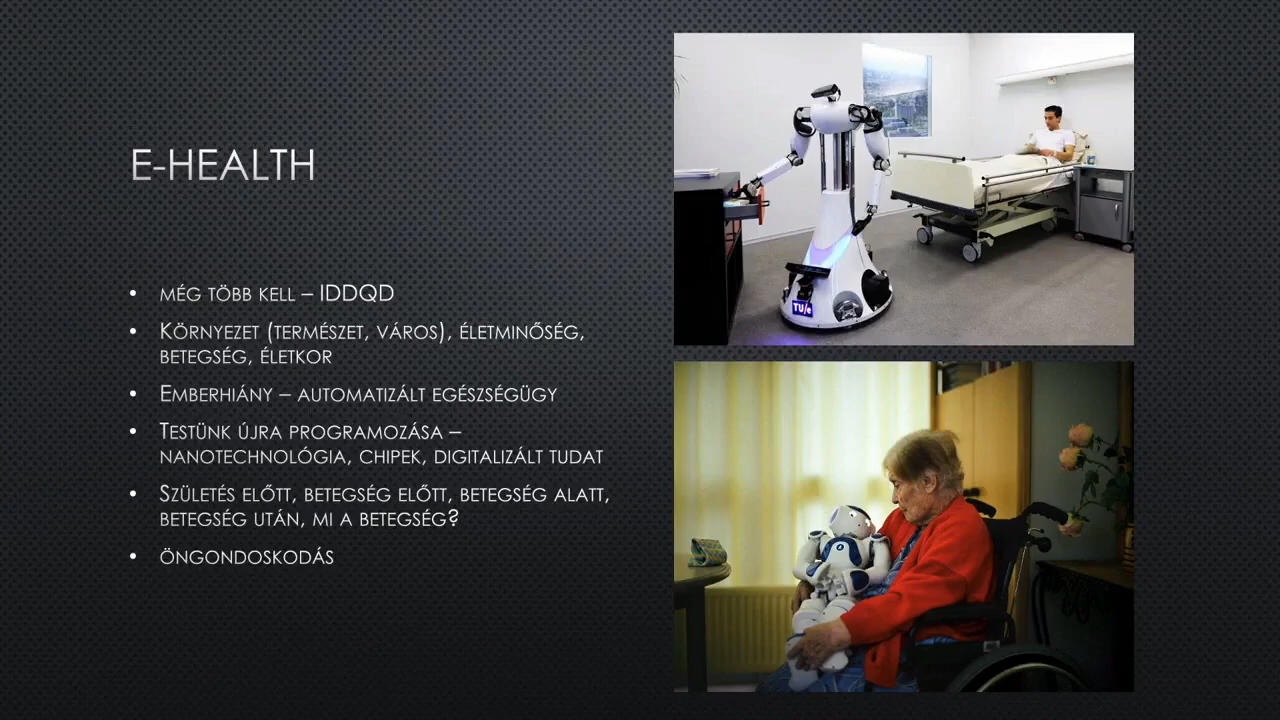 E-HEALTH
• MÉG TÖBB KELL – IDDQD
• KÖRNYEZET (TERMÉSZET, VÁROS), ÉLETMINŐSÉG,
BETEGSÉG, ÉLETKOR
• EMBERHIÁNY – AUTOMATIZÁLT EGÉSZSÉGÜGY
• TESTÜNK ÚJRA PROGRAMOZÁSA –
NANOTECHNOLÓGIA, CHIPEK, DIGITALIZÁLT TUDAT
• SZÜLETÉS ELŐTT, BETEGSÉG ELŐTT, BETEGSÉG ALATT,
BETEGSÉG UTÁN, MI A BETEGSÉG?
• ÖNGONDOSKODÁS
TU/e